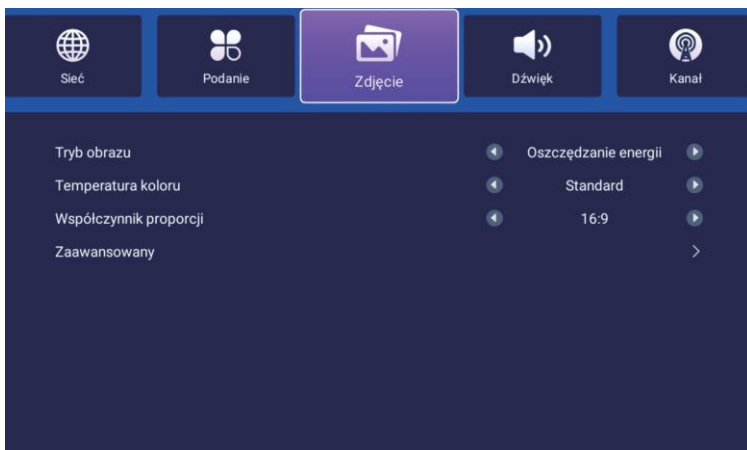 Sieć
Podanie
Zdjęcie
Dźwięk
Kanał
Tryb obrazu Oszczędzanie energii
Temperatura koloru Standard
Współczynnik proporcji 16:9
Zaawansowany